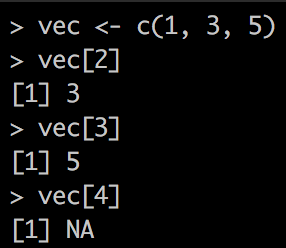 > vec <- c(1, 3, 5)
> vec[2]
[1] 3
> vec[3]
[1] 5
> vec[4]
[1] NA